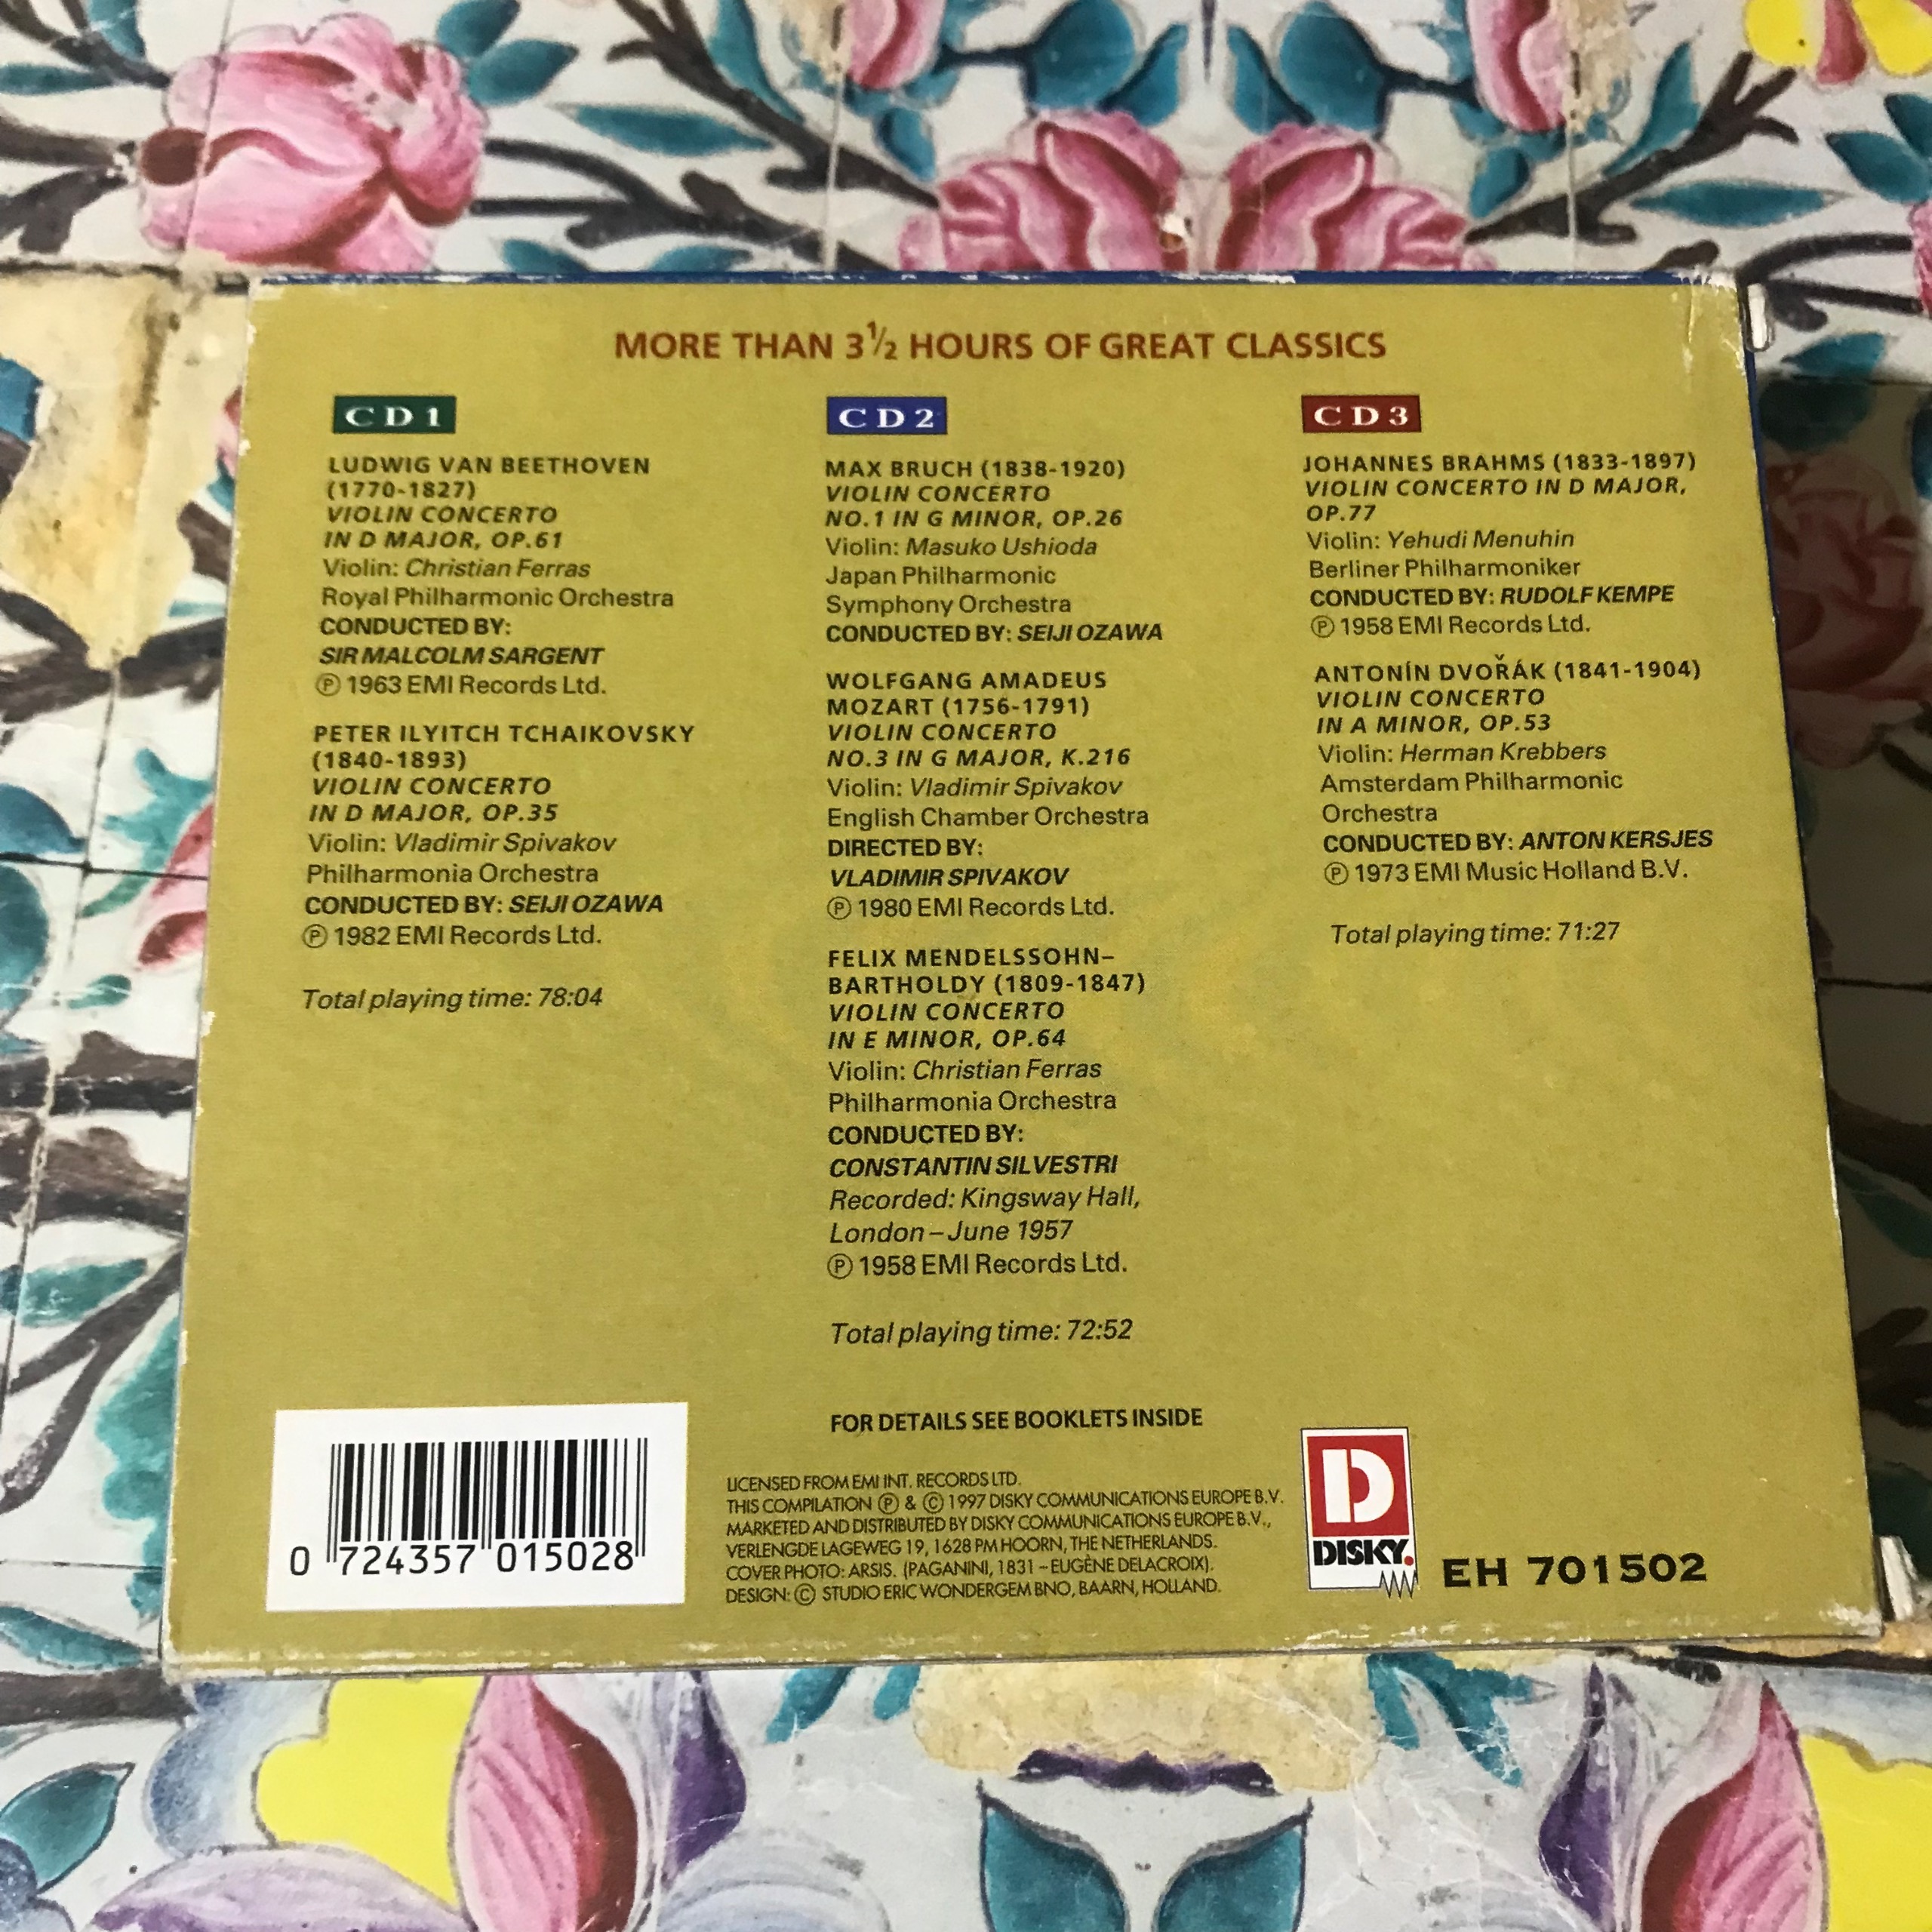 MORE THAN 3½ HOURS OF GREAT CLASSICS
CD1
LUDWIG VAN BEETHOVEN
(1770-1827)
VIOLIN CONCERTO
IN D MAJOR, OP.61
Violin: Christian Ferras
Royal Philharmonic Orchestra
CONDUCTED BY:
SIR MALCOLM SARGENT
Ⓟ 1963 EMI Records Ltd.
PETER ILYITCH TCHAIKOVSKY
(1840-1893)
VIOLIN CONCERTO
IN D MAJOR, OP.35
Violin: Vladimir Spivakov
Philharmonia Orchestra
CONDUCTED BY: SEIJI OZAWA
Ⓟ 1982 EMI Records Ltd.
Total playing time: 78:04
CD2
MAX BRUCH (1838-1920)
VIOLIN CONCERTO
NO.1 IN G MINOR, OP.26
Violin: Masuko Ushioda
Japan Philharmonic
Symphony Orchestra
CONDUCTED BY: SEIJI OZAWA
WOLFGANG AMADEUS
MOZART (1756-1791)
VIOLIN CONCERTO
NO.3 IN G MAJOR, K.216
Violin: Vladimir Spivakov
English Chamber Orchestra
DIRECTED BY:
VLADIMIR SPIVAKOV
Ⓟ 1980 EMI Records Ltd.
FELIX MENDELSSOHN–
BARTHOLDY (1809-1847)
VIOLIN CONCERTO
IN E MINOR, OP.64
Violin: Christian Ferras
Philharmonia Orchestra
CONDUCTED BY:
CONSTANTIN SILVESTRI
Recorded: Kingsway Hall,
London – June 1957
Ⓟ 1958 EMI Records Ltd.
Total playing time: 72:52
CD3
JOHANNES BRAHMS (1833-1897)
VIOLIN CONCERTO IN D MAJOR,
OP.77
Violin: Yehudi Menuhin
Berliner Philharmoniker
CONDUCTED BY: RUDOLF KEMPE
Ⓟ 1958 EMI Records Ltd.
ANTONÍN DVOŘÁK (1841-1904)
VIOLIN CONCERTO
IN A MINOR, OP.53
Violin: Herman Krebbers
Amsterdam Philharmonic
Orchestra
CONDUCTED BY: ANTON KERSJES
Ⓟ 1973 EMI Music Holland B.V.
Total playing time: 71:27
FOR DETAILS SEE BOOKLETS INSIDE
0 724357 015028
LICENSED FROM EMI INT. RECORDS LTD.
THIS COMPILATION Ⓟ & © 1997 DISKY COMMUNICATIONS EUROPE B.V.
MARKETED AND DISTRIBUTED BY DISKY COMMUNICATIONS EUROPE B.V.,
VERLENGDE LAGEWEG 19, 1628 PM HOORN, THE NETHERLANDS.
COVER PHOTO: ARSIS. (PAGANINI, 1831 – EUGÈNE DELACROIX).
DESIGN: © STUDIO ERIC WONDERGEM BNO, BAARN, HOLLAND.
D
DISKY.
EH 701502